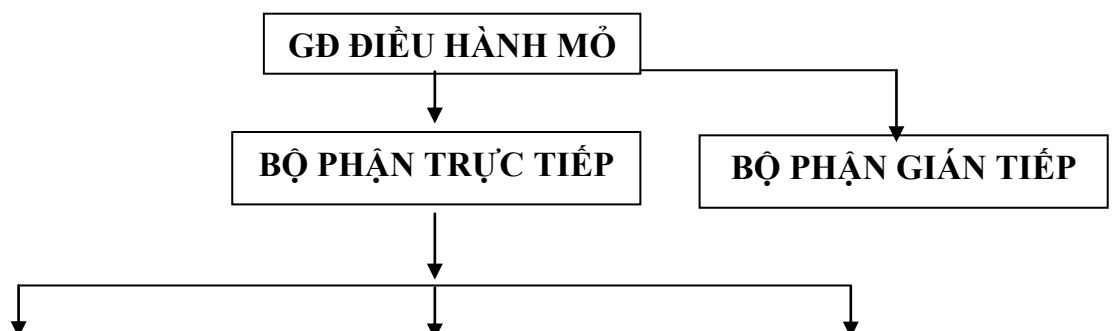 GĐ ĐIỀU HÀNH MỎ
BỘ PHẬN TRỰC TIẾP
BỘ PHẬN GIÁN TIẾP